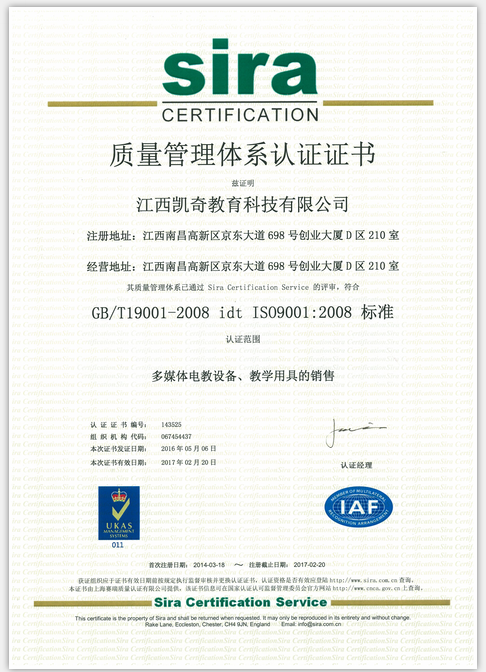 sira
CERTIFICATION
质量管理体系认证证书
兹证明
江西凯奇教育科技有限公司
注册地址：江西南昌高新区京东大道 698 号创业大厦 D 区 210 室
经营地址：江西南昌高新区京东大道 698 号创业大厦 D 区 210 室
其质量管理体系已通过 Sira Certification Service 的评审，符合
GB/T19001-2008 idt ISO9001:2008 标准
认证范围
多媒体电教设备、教学用具的销售
认 证 证 书 编号： 143525
组 织 机 构 代码： 067454437
本次证书发证日期： 2016 年 05 月 06 日
本次证书有效日期： 2017 年 02 月 20 日
认证经理
UKAS
MANAGEMENT
SYSTEMS
011
MEMBER OF MULTILATERAL
IAF
RECOGNITION ARRANGEMENT
首次注册日期： 2014-03-18 ～ 注册截止日期： 2017-02-20
获证组织应于证书有效日期前按规定执行监督审核并更换认证证书，认证资格是否有效应登陆 http://www.sira.com.cn 查询。
本证书由上海赛瑞质量认证有限公司提供；该证书信息可在国家认证认可监督管理委员会官方网站 http://www.cnca.gov.cn 上查询。
Sira Certification Service
This certificate is the property of Sira and shall be returned when requested. It may only be reproduced in its entirety and without change.
Rake Lane, Eccleston, Chester, CH4 9JN, England Email: info@sira.com.cn